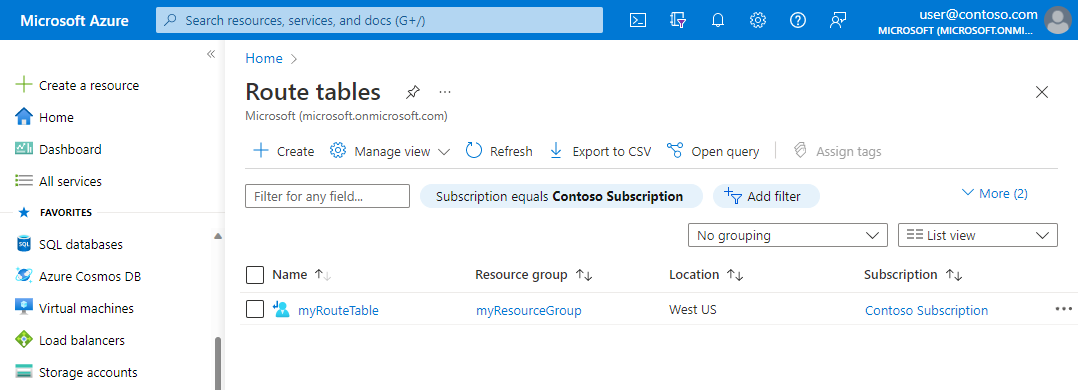 Microsoft Azure
Search resources, services, and docs (G+/)
user@contoso.com
MICROSOFT (MICROSOFT.ONMI...
«
Create a resource
Home
Dashboard
All services
FAVORITES
SQL databases
Azure Cosmos DB
Virtual machines
Load balancers
Storage accounts
Home >
Route tables ...
Microsoft (microsoft.onmicrosoft.com)
Create Manage view Refresh Export to CSV Open query Assign tags
Filter for any field... Subscription equals Contoso Subscription Add filter More (2)
No grouping List view
Name Resource group Location Subscription
myRouteTable myResourceGroup West US Contoso Subscription ...